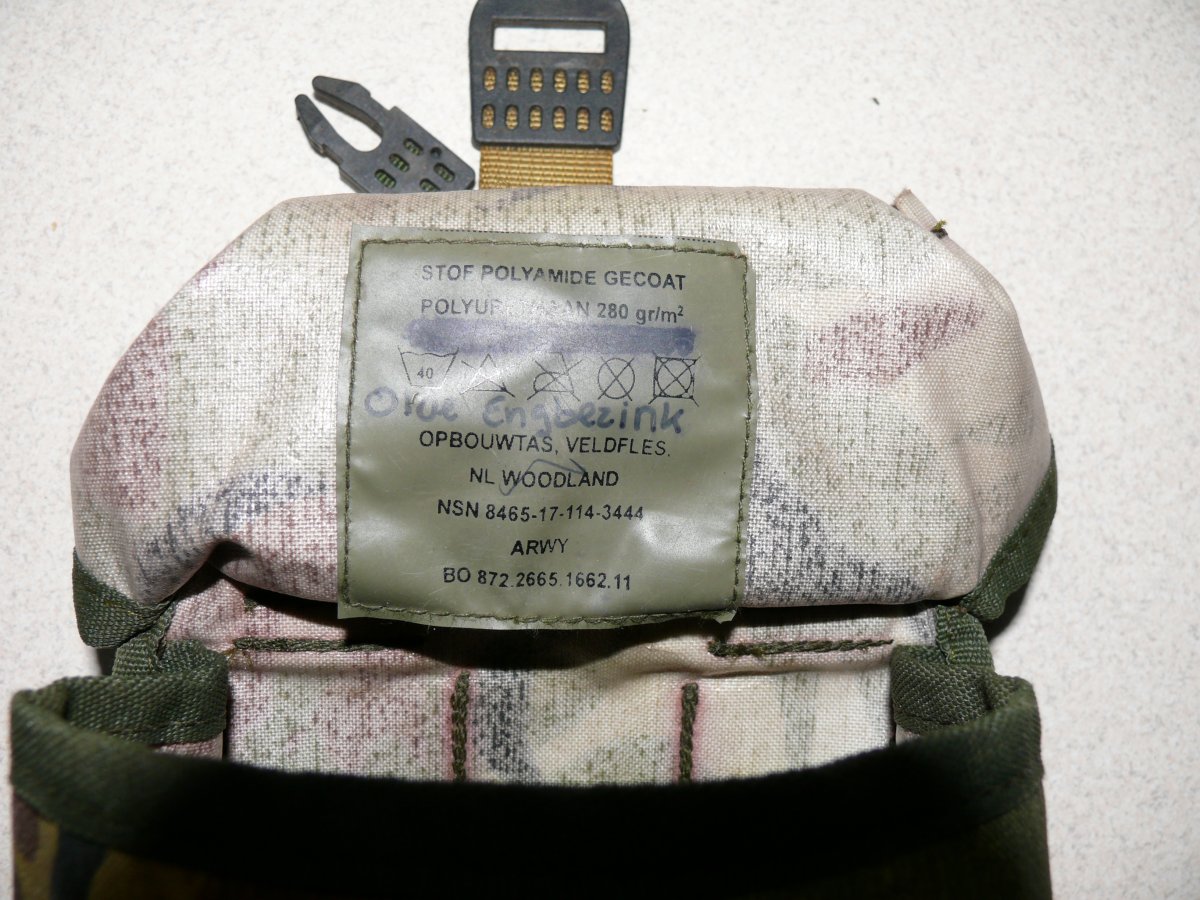 STOF POLYAMIDE GECOAT
280 gr/m²
40
Engbezink
OPBOUWTAS, VELDFLES,
NL WOODLAND
NSN 8465-17-114-3444
ARWY
BO 872.2665.1662.11